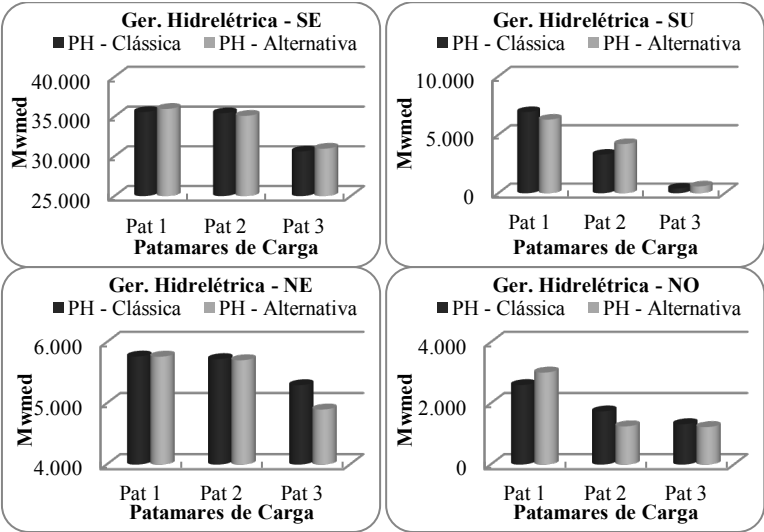 Ger. Hidrelétrica - SE
PH - Clássica PH - Alternativa
Mwmed
40.000
35.000
30.000
25.000
Pat 1 Pat 2 Pat 3
Patamares de Carga
Ger. Hidrelétrica - SU
PH - Clássica PH - Alternativa
Mwmed
10.000
5.000
0
Pat 1 Pat 2 Pat 3
Patamares de Carga
Ger. Hidrelétrica - NE
PH - Clássica PH - Alternativa
Mwmed
6.000
5.000
4.000
Pat 1 Pat 2 Pat 3
Patamares de Carga
Ger. Hidrelétrica - NO
PH - Clássica PH - Alternativa
Mwmed
4.000
2.000
0
Pat 1 Pat 2 Pat 3
Patamares de Carga